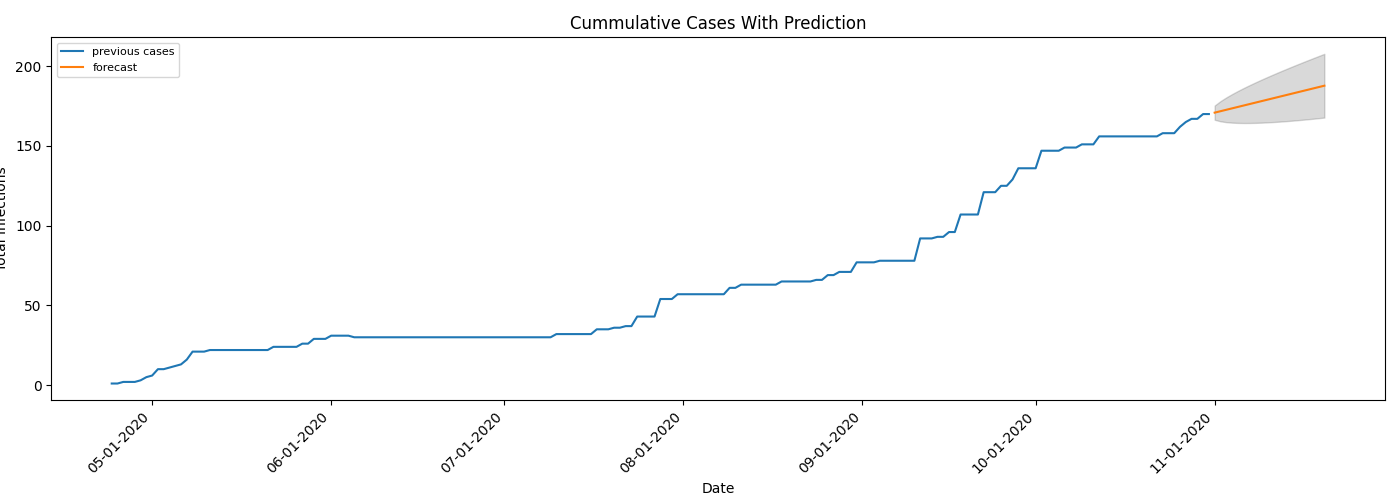 Cummulative Cases With Prediction
previous cases
forecast
200
150
100
50
0
Total Infections
05-01-2020
06-01-2020
07-01-2020
08-01-2020
09-01-2020
10-01-2020
11-01-2020
Date